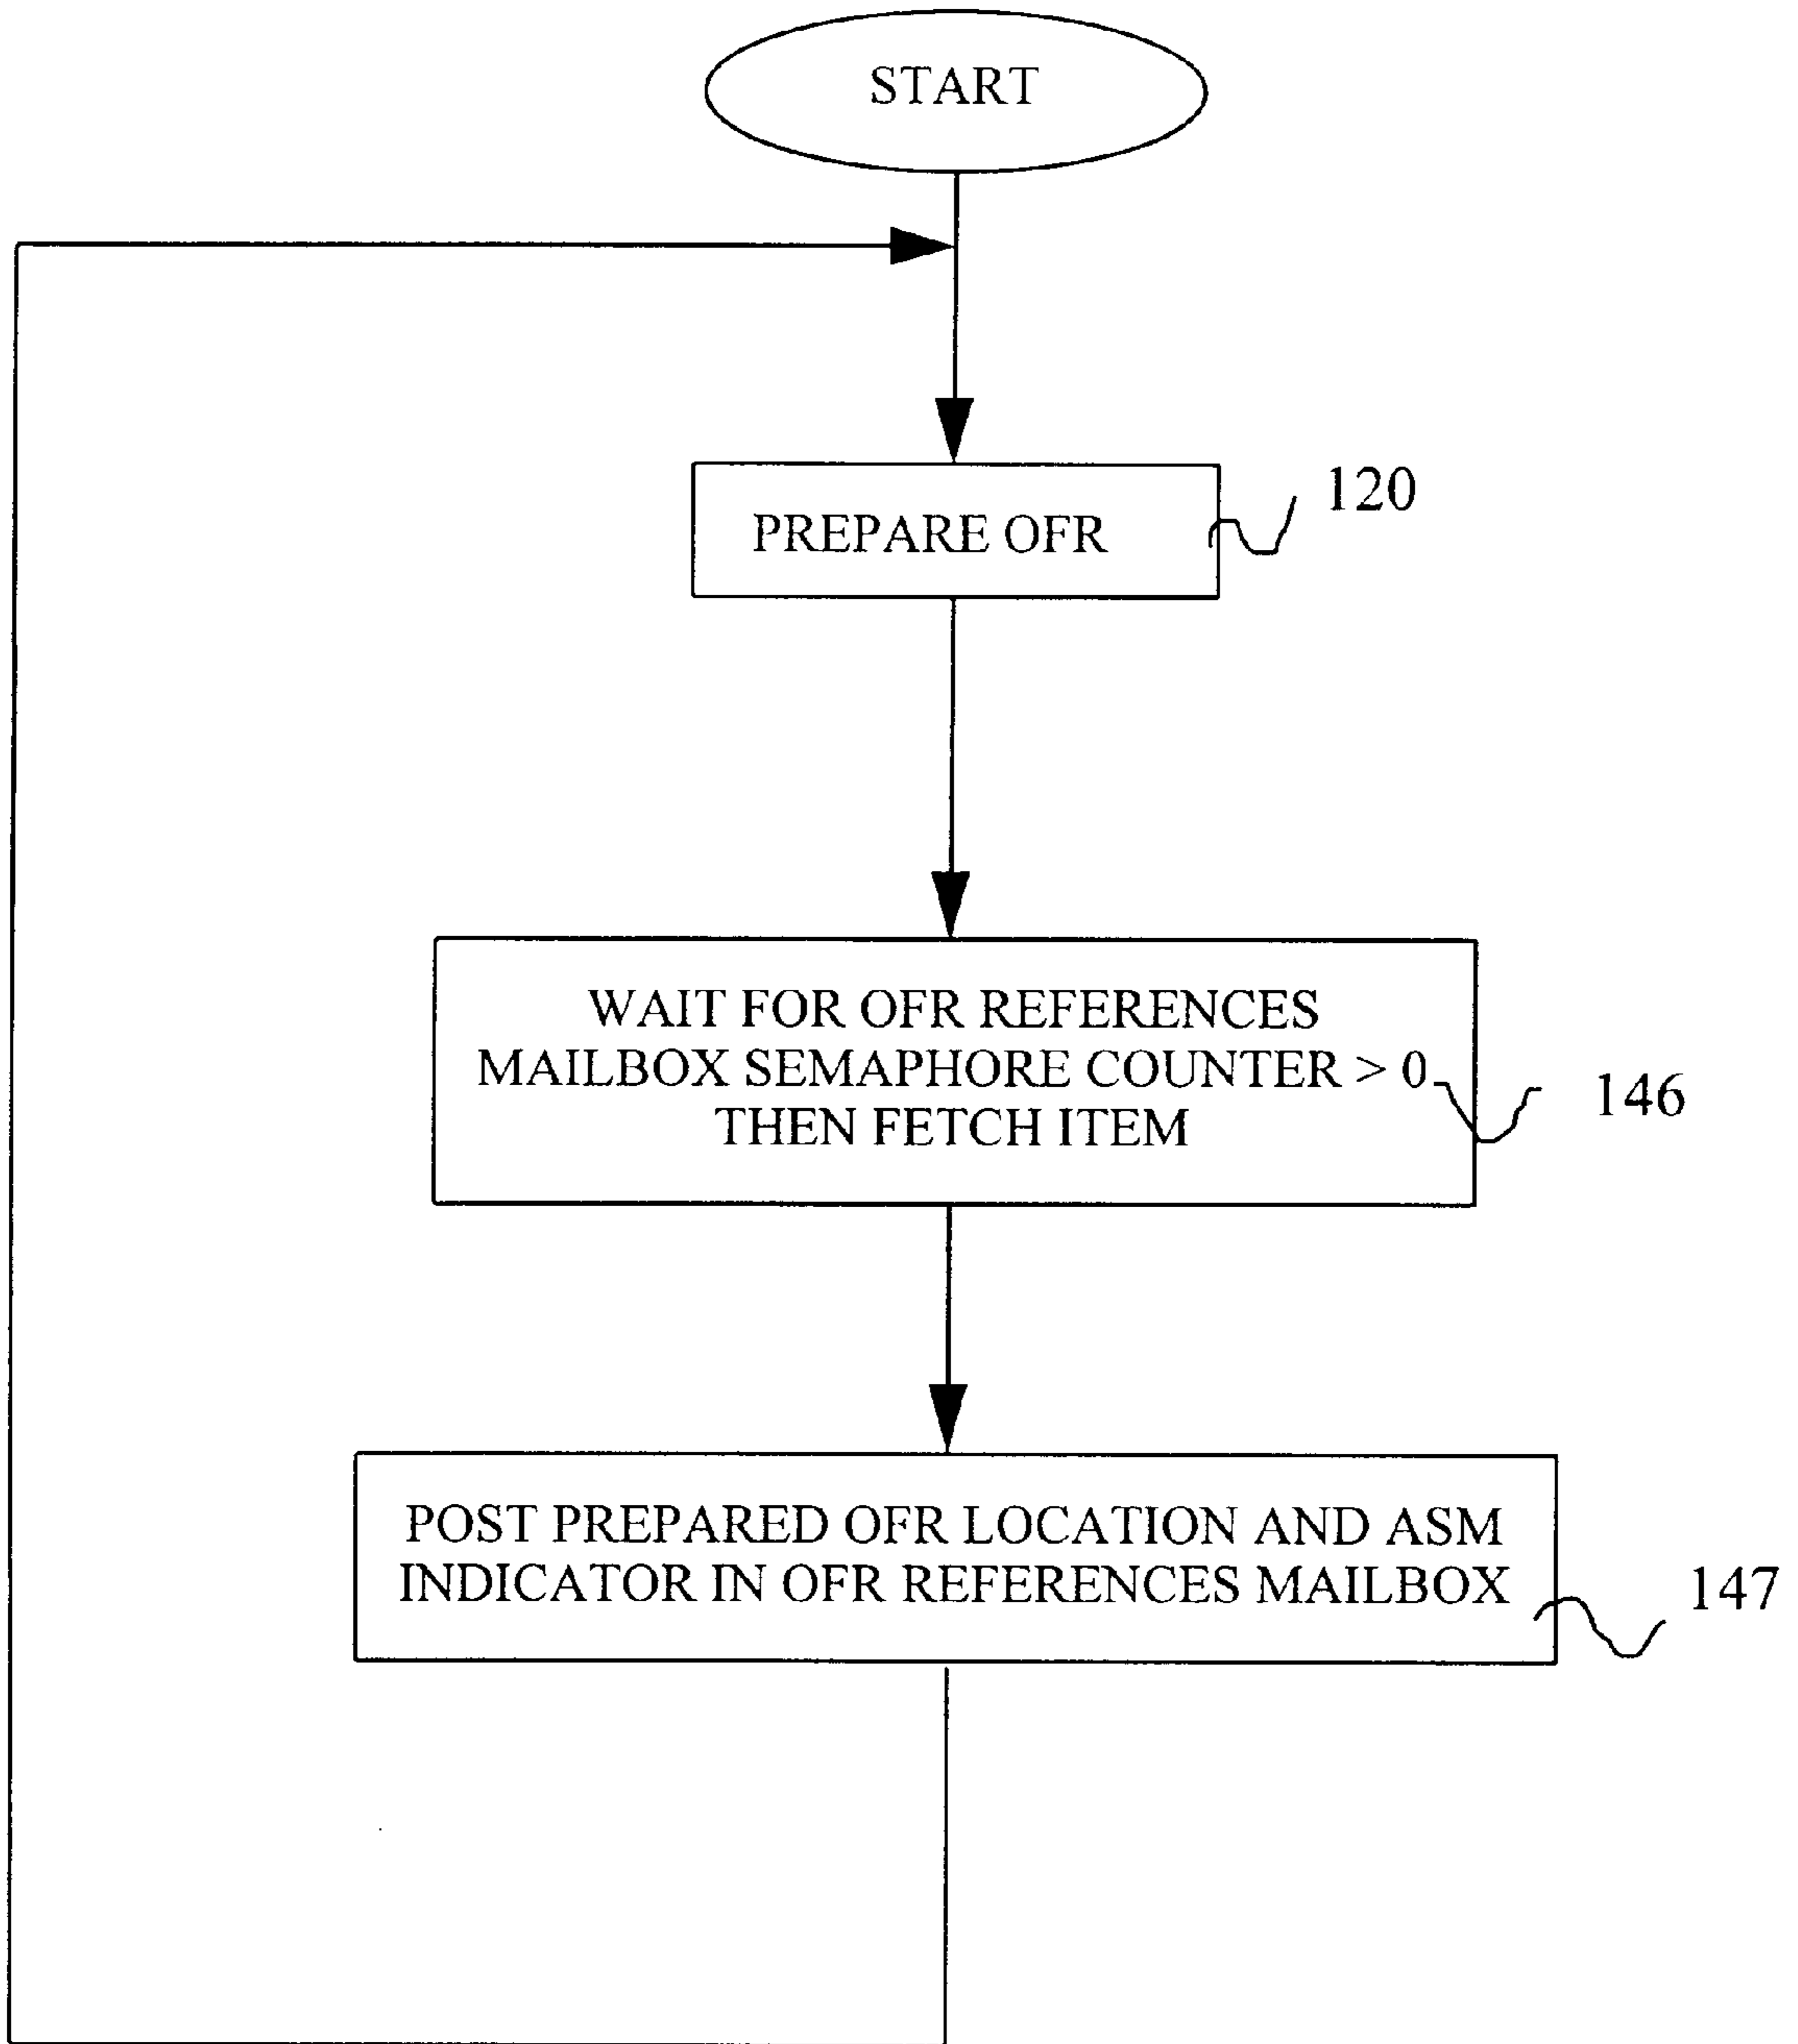 START
PREPARE OFR
120
WAIT FOR OFR REFERENCES
MAILBOX SEMAPHORE COUNTER > 0
THEN FETCH ITEM
146
POST PREPARED OFR LOCATION AND ASM
INDICATOR IN OFR REFERENCES MAILBOX
147